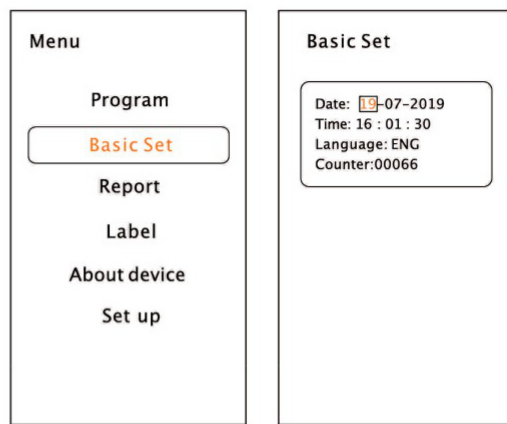 Menu
Program
Basic Set
Report
Label
About device
Set up
Basic Set
Date: 19-07-2019
Time: 16 : 01 : 30
Language: ENG
Counter:00066